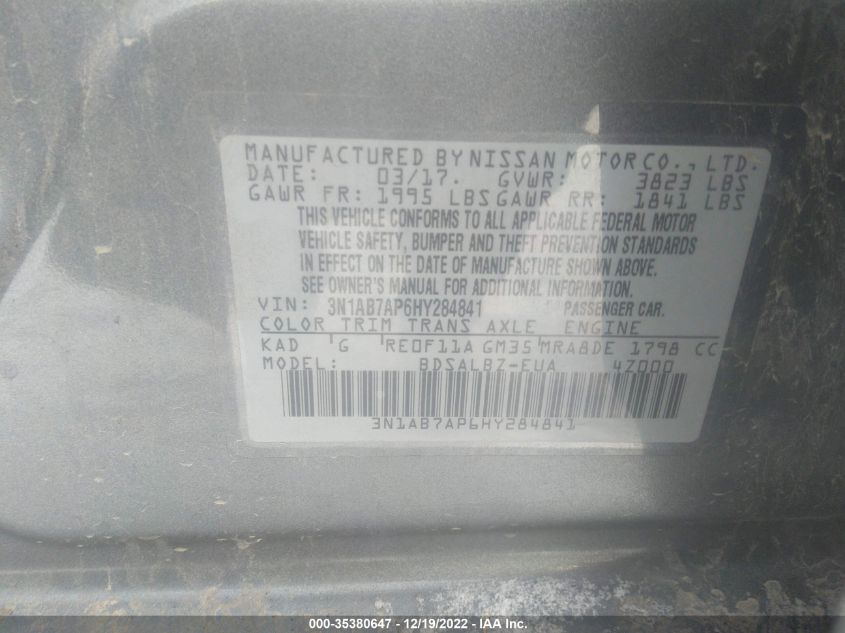 MANUFACTURED BY NISSAN MOTOR CO., LTD.
DATE: 03/17. GVWR: 3823 LBS
GAWR FR: 1995 LBS GAWR RR: 1841 LBS
THIS VEHICLE CONFORMS TO ALL APPLICABLE FEDERAL MOTOR
VEHICLE SAFETY, BUMPER AND THEFT PREVENTION STANDARDS
IN EFFECT ON THE DATE OF MANUFACTURE SHOWN ABOVE.
SEE OWNER'S MANUAL FOR ADDITIONAL INFORMATION.
VIN: 3N1AB7AP6HY284841 PASSENGER CAR.
COLOR TRIM TRANS AXLE ENGINE
KAD G RE0F11A GM35 MRA8DE 1798 CC
MODEL: BDSALBZ-EUA 4Z000
3N1AB7AP6HY284841
000-35380647 - 12/19/2022 - IAA Inc.